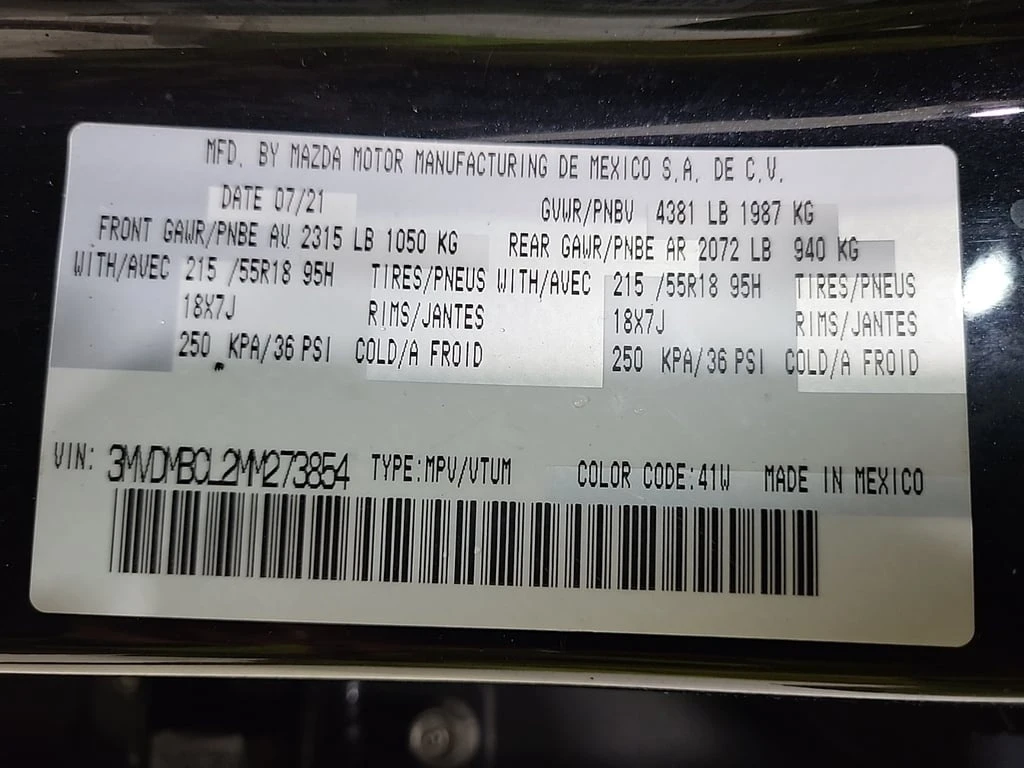 MFD. BY MAZDA MOTOR MANUFACTURING DE MEXICO S.A. DE C.V.
DATE 07/21 GVWR/PNBV 4381 LB 1987 KG
FRONT GAWR/PNBE AV. 2315 LB 1050 KG REAR GAWR/PNBE AR 2072 LB 940 KG
WITH/AVEC 215 /55R18 95H TIRES/PNEUS WITH/AVEC 215 /55R18 95H TIRES/PNEUS
18X7J RIMS/JANTES 18X7J RIMS/JANTES
250 KPA/36 PSI COLD/A FROID 250 KPA/36 PSI COLD/A FROID
VIN: 3MVDMBCL2MM273854 TYPE:MPV/VTUM COLOR CODE:41W MADE IN MEXICO